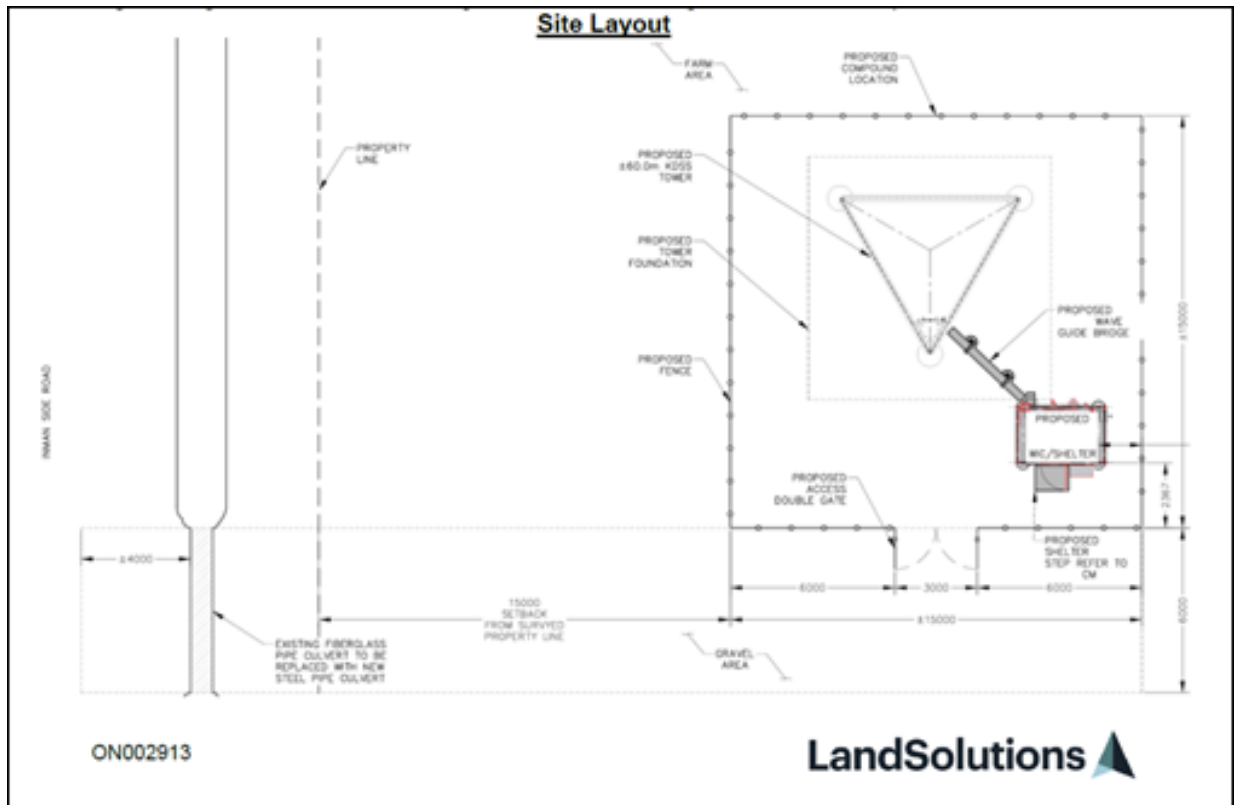 Site Layout
FARM
AREA
PROPOSED
COMPOUND
LOCATION
PROPERTY
LINE
PROPOSED
±60.0m KDSS
TOWER
PROPOSED
TOWER
FOUNDATION
PROPOSED
WAVE
GUIDE BRIDGE
±15000
PROPOSED
FENCE
INMAN SIDE ROAD
PROPOSED
WIC/SHELTER
PROPOSED
ACCESS
DOUBLE GATE
2367
PROPOSED
SHELTER
STEP REFER TO
CM
±4000
6000
3000
6000
15000
SETBACK
FROM SURVYED
PROPERTY LINE
±15000
6000
EXISTING FIBERGLASS
PIPE CULVERT TO BE
REPLACED WITH NEW
STEEL PIPE CULVERT
GRAVEL
AREA
ON002913
LandSolutions